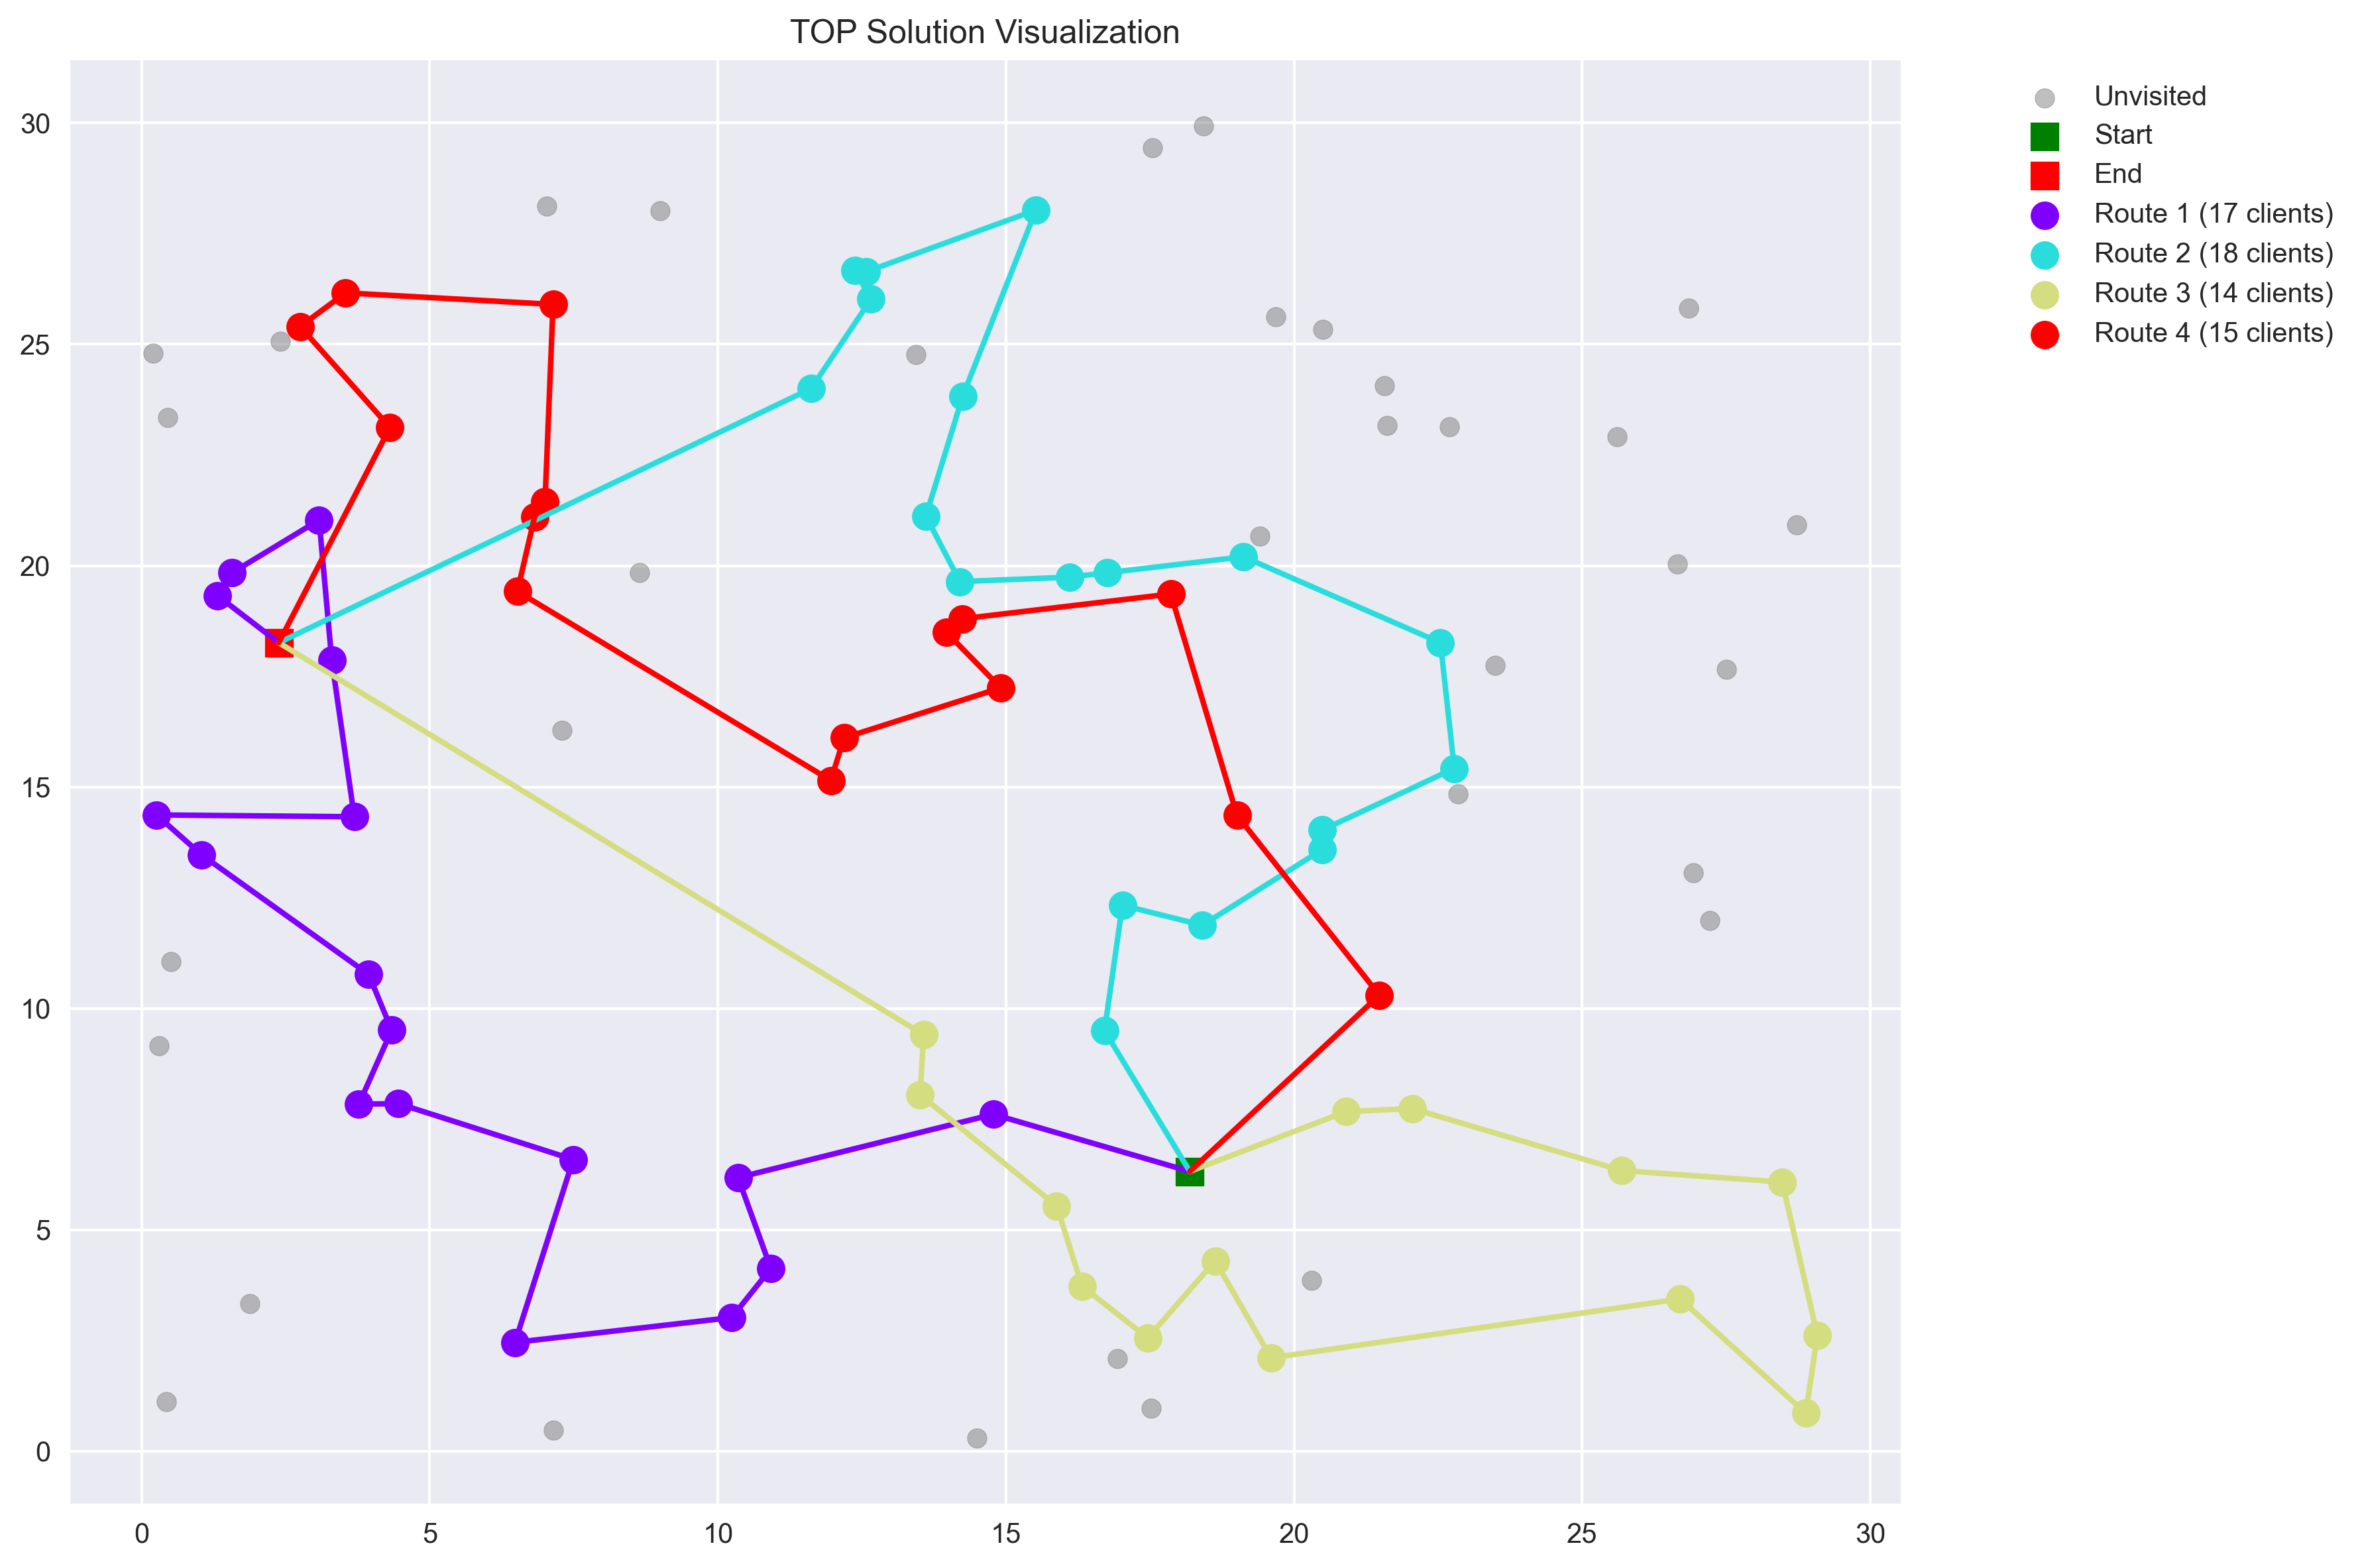 TOP Solution Visualization
30
25
20
15
10
5
0
0 5 10 15 20 25 30
Unvisited
Start
End
Route 1 (17 clients)
Route 2 (18 clients)
Route 3 (14 clients)
Route 4 (15 clients)